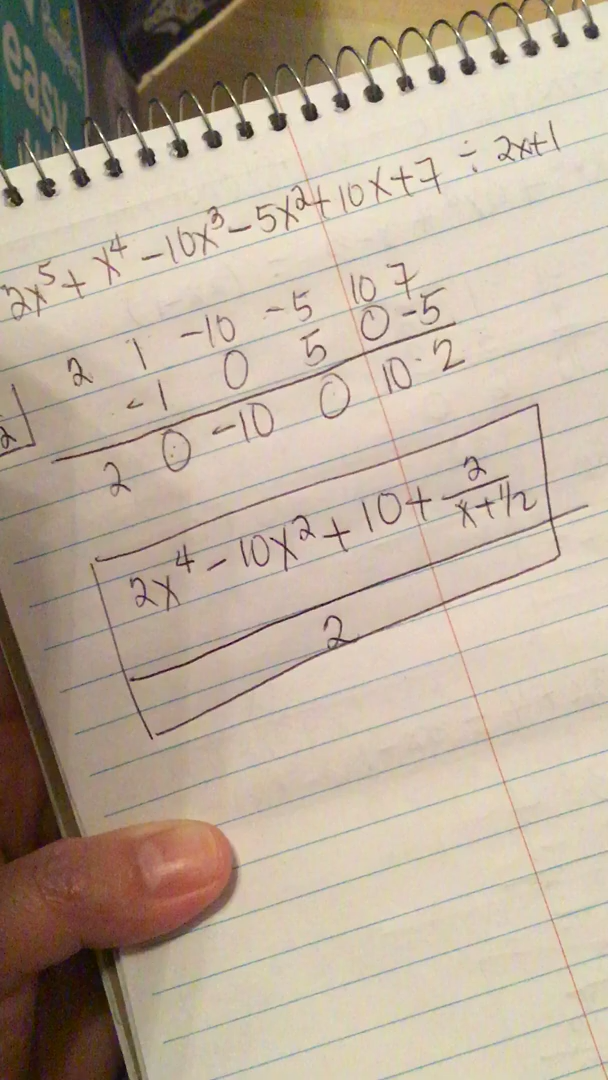 easy
2x⁵ + x⁴ - 10x³ - 5x² + 10x + 7 ÷ 2x+1
2 1 -10 -5 10 7
2 -1 0 5 0 -5
2 0 -10 0 10 2
2x⁴ - 10x² + 10 + 2/(x+1/2)
2